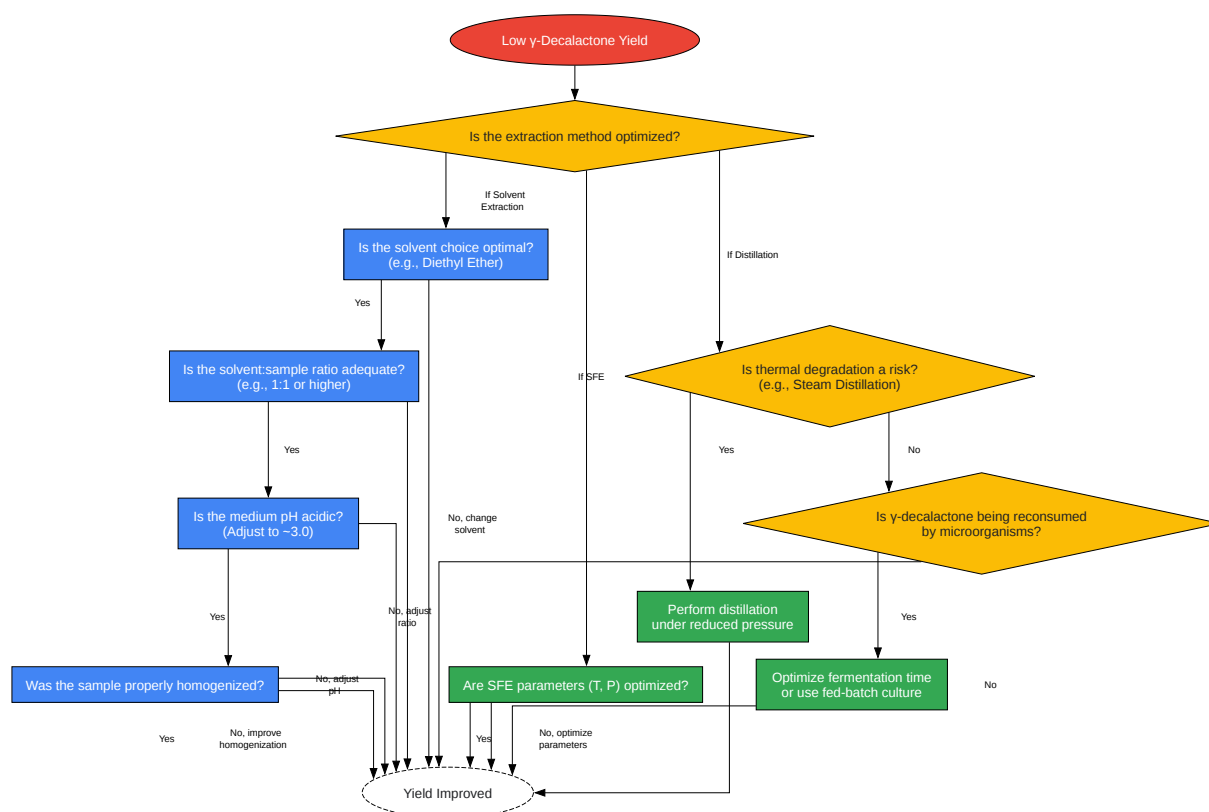 Low γ-Decalactone Yield
Is the extraction method optimized?
If Solvent
Extraction
Is the solvent choice optimal?
(e.g., Diethyl Ether)
If Distillation
Yes
Is the solvent:sample ratio adequate?
(e.g., 1:1 or higher)
If SFE
Is thermal degradation a risk?
(e.g., Steam Distillation)
Yes
Yes
No
Is the medium pH acidic?
(Adjust to ~3.0)
No, change
solvent
Is γ-decalactone being reconsumed
by microorganisms?
Yes
No, adjust
ratio
Perform distillation
under reduced pressure
Yes
Was the sample properly homogenized?
No, adjust
pH
Are SFE parameters (T, P) optimized?
Optimize fermentation time
or use fed-batch culture
No
Yes
No, improve
homogenization
Yes
No, optimize
parameters
Yield Improved